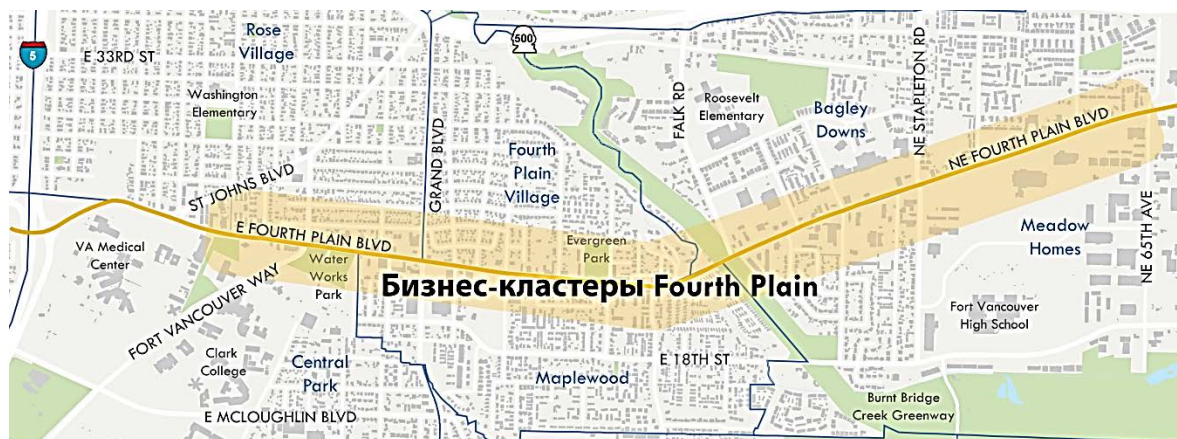 5
E 33RD ST
Rose
Village
Washington
Elementary
ST JOHNS BLVD
GRAND BLVD
500
Fourth
Plain
Village
FALK RD
Roosevelt
Elementary
Bagley
Downs
NE STAPLETON RD
NE FOURTH PLAIN BLVD
VA Medical
Center
E FOURTH PLAIN BLVD
Water
Works
Park
Evergreen
Park
Meadow
Homes
NE 65TH AVE
Бизнес-кластеры Fourth Plain
FORT VANCOUVER WAY
Clark
College
Central
Park
E MCLOUGHLIN BLVD
Maplewood
E 18TH ST
Fort Vancouver
High School
Burnt Bridge
Creek Greenway